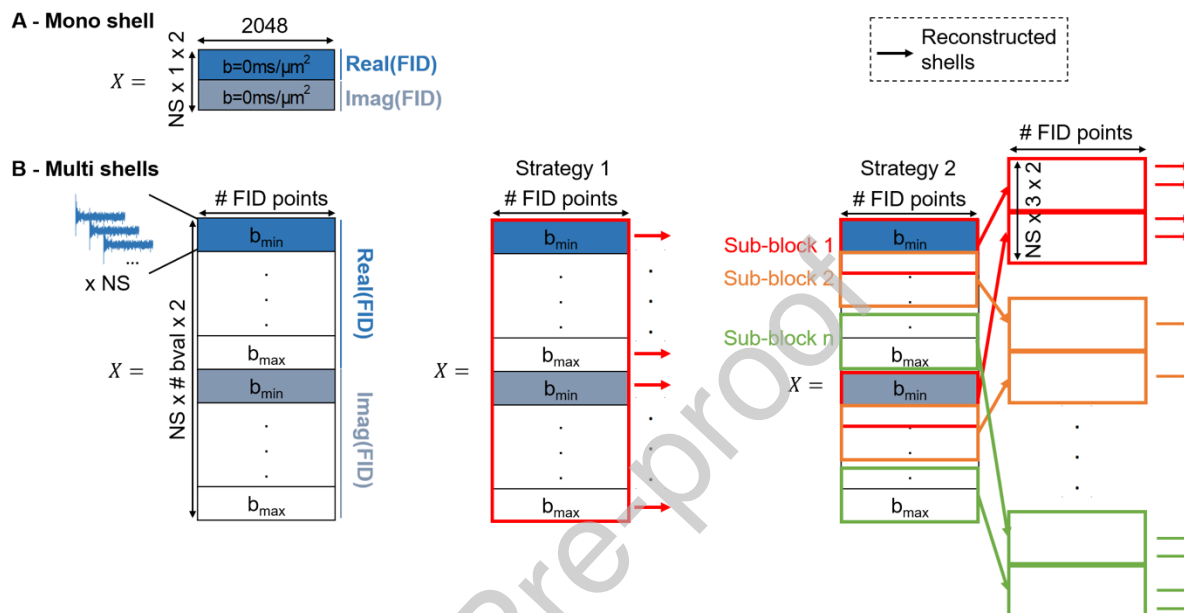 A - Mono shell
2048
NS x 1 x 2
X =
b=0ms/µm²
Real(FID)
b=0ms/µm²
Imag(FID)
Reconstructed
shells
B - Multi shells
...
x NS
# FID points
NS x # bval x 2
X =
b_min
.
.
.
b_max
Real(FID)
b_min
.
.
.
b_max
Imag(FID)
Strategy 1
# FID points
X =
b_min
.
.
.
b_max
b_min
.
.
.
b_max
.
.
.
.
.
.
Strategy 2
# FID points
Sub-block 1
Sub-block 2
Sub-block n
X =
b_min
.
.
.
b_max
b_min
.
.
.
b_max
# FID points
NS x 3 x 2
.
.
.
Pre-proof